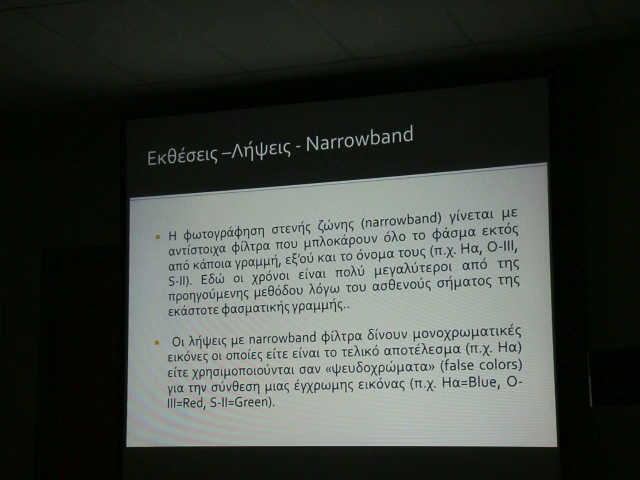 Εκθέσεις –Λήψεις - Narrowband
Η φωτογράφηση στενής ζώνης (narrowband) γίνεται με
αντίστοιχα φίλτρα που μπλοκάρουν όλο το φάσμα εκτός
από κάποια γραμμή, εξ'ού και το όνομα τους (π.χ. Ηα, Ο-ΙΙΙ,
S-II). Εδώ οι χρόνοι είναι πολύ μεγαλύτεροι από της
προηγούμενης μεθόδου λόγω του ασθενούς σήματος της
εκάστοτε φασματικής γραμμής..
Οι λήψεις με narrowband φίλτρα δίνουν μονοχρωματικές
εικόνες οι οποίες είτε είναι το τελικό αποτέλεσμα (π.χ. Ηα)
είτε χρησιμοποιούνται σαν «ψευδοχρώματα» (false colors)
για την σύνθεση μιας έγχρωμης εικόνας (π.χ. Ηα=Blue, O-
III=Red, S-II=Green).